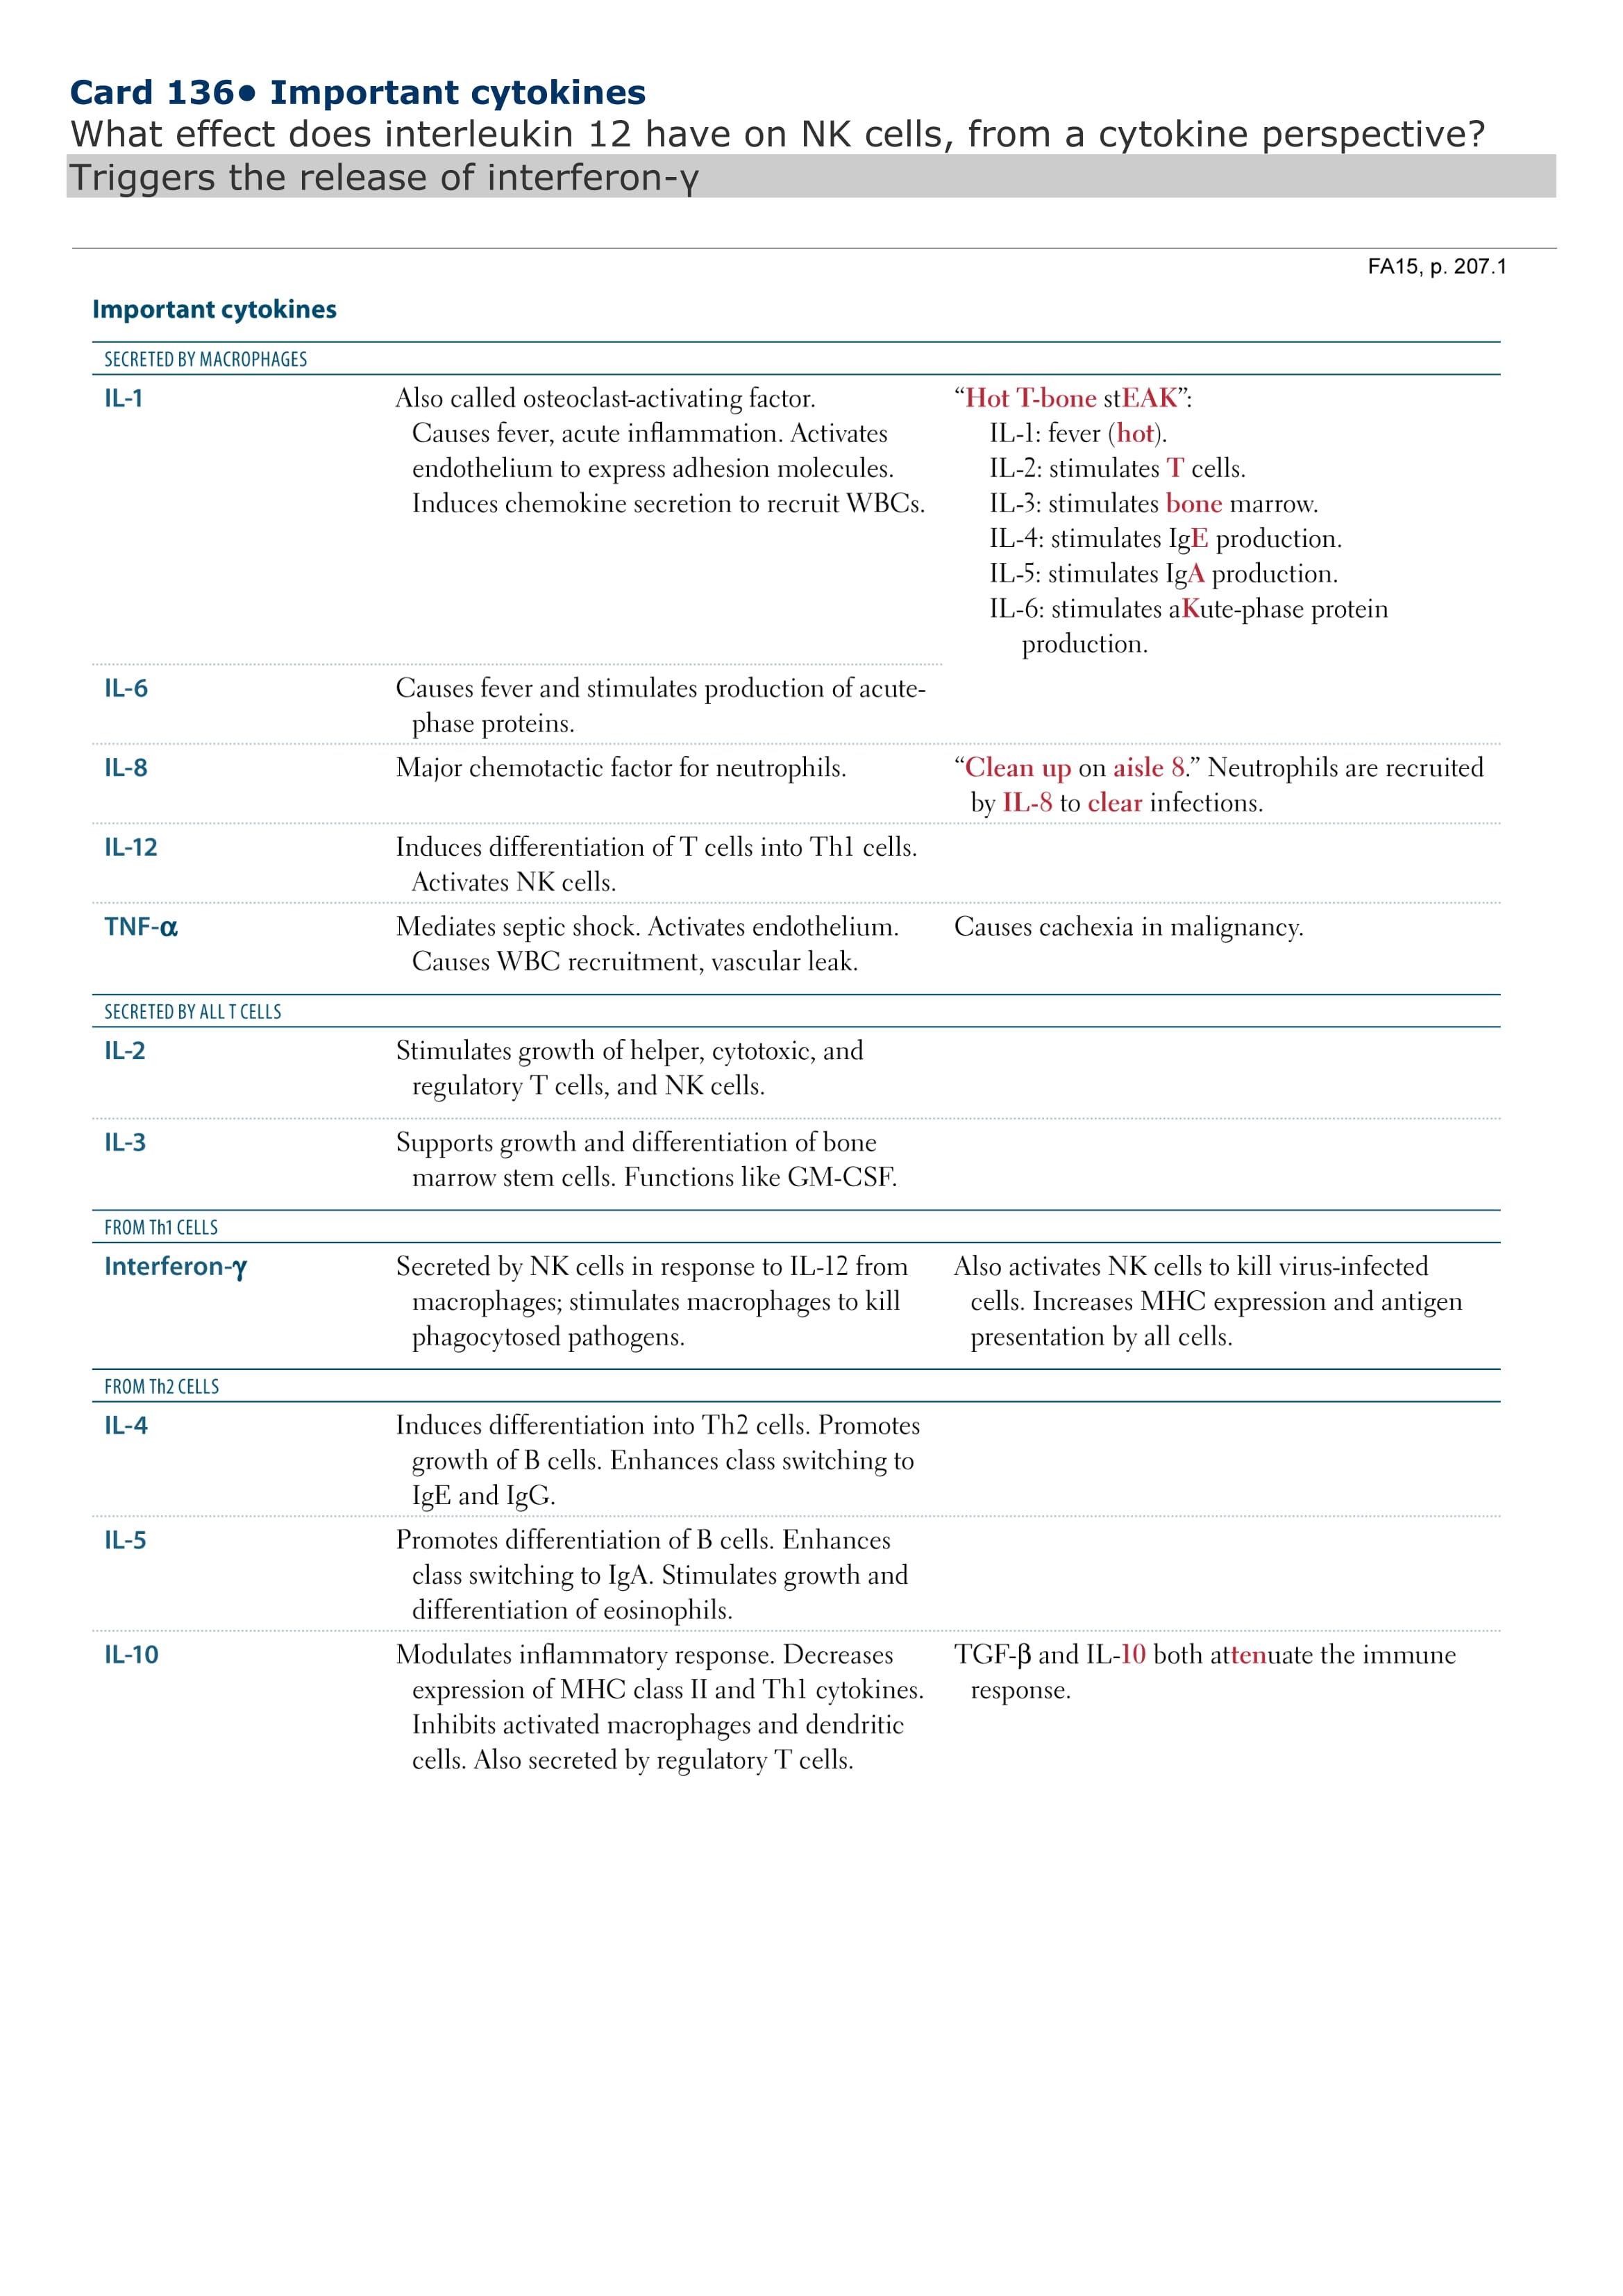 Card 136● Important cytokines
What effect does interleukin 12 have on NK cells, from a cytokine perspective?
Triggers the release of interferon-γ
FA15, p. 207.1
Important cytokines
SECRETED BY MACROPHAGES
IL-1
Also called osteoclast-activating factor.
Causes fever, acute inflammation. Activates
endothelium to express adhesion molecules.
Induces chemokine secretion to recruit WBCs.
“Hot T-bone stEAK”:
IL-1: fever (hot).
IL-2: stimulates T cells.
IL-3: stimulates bone marrow.
IL-4: stimulates IgE production.
IL-5: stimulates IgA production.
IL-6: stimulates aKute-phase protein
production.
IL-6
Causes fever and stimulates production of acute-
phase proteins.
IL-8
Major chemotactic factor for neutrophils.
“Clean up on aisle 8.” Neutrophils are recruited
by IL-8 to clear infections.
IL-12
Induces differentiation of T cells into Th1 cells.
Activates NK cells.
TNF-α
Mediates septic shock. Activates endothelium.
Causes WBC recruitment, vascular leak.
Causes cachexia in malignancy.
SECRETED BY ALL T CELLS
IL-2
Stimulates growth of helper, cytotoxic, and
regulatory T cells, and NK cells.
IL-3
Supports growth and differentiation of bone
marrow stem cells. Functions like GM-CSF.
FROM Th1 CELLS
Interferon-γ
Secreted by NK cells in response to IL-12 from
macrophages; stimulates macrophages to kill
phagocytosed pathogens.
Also activates NK cells to kill virus-infected
cells. Increases MHC expression and antigen
presentation by all cells.
FROM Th2 CELLS
IL-4
Induces differentiation into Th2 cells. Promotes
growth of B cells. Enhances class switching to
IgE and IgG.
IL-5
Promotes differentiation of B cells. Enhances
class switching to IgA. Stimulates growth and
differentiation of eosinophils.
IL-10
Modulates inflammatory response. Decreases
expression of MHC class II and Th1 cytokines.
Inhibits activated macrophages and dendritic
cells. Also secreted by regulatory T cells.
TGF-β and IL-10 both attenuate the immune
response.